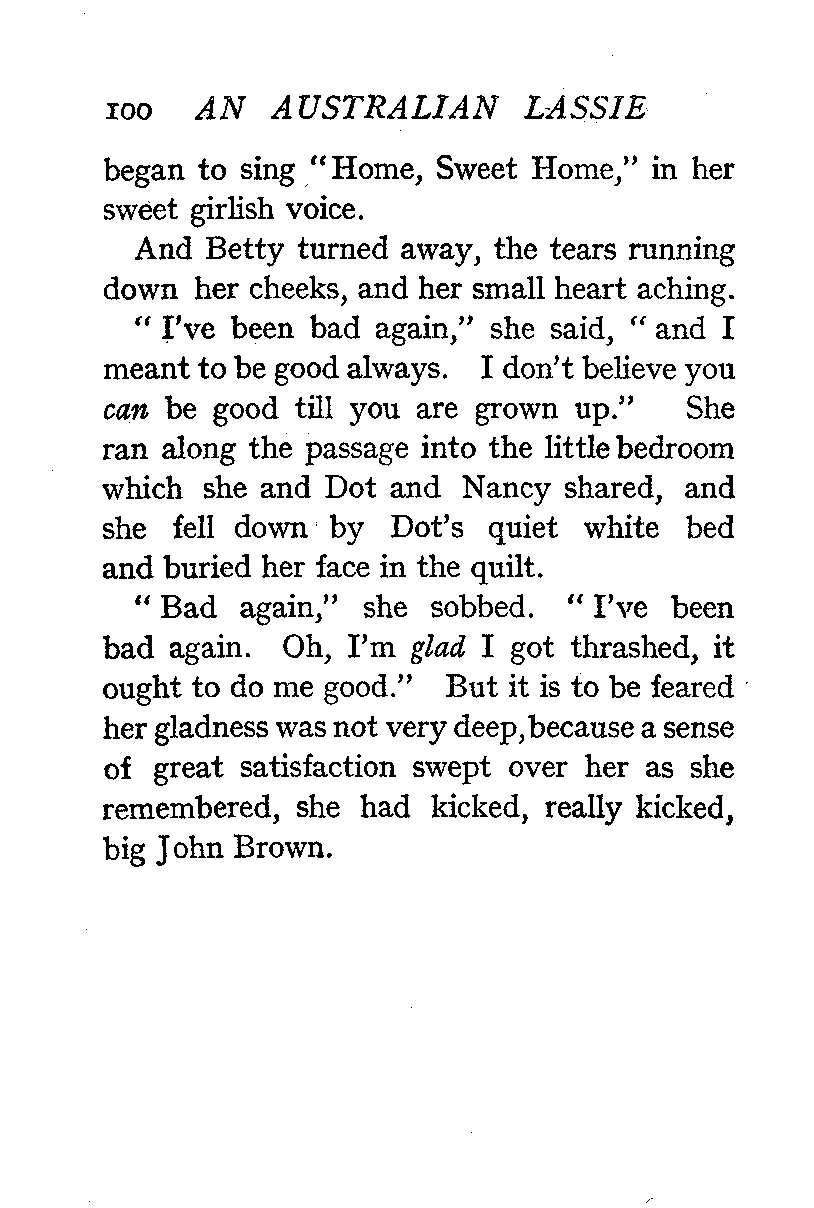 100 AN AUSTRALIAN LASSIE
began to sing "Home, Sweet Home," in her
sweet girlish voice.
And Betty turned away, the tears running
down her cheeks, and her small heart aching.
"I've been bad again," she said, "and I
meant to be good always. I don't believe you
can be good till you are grown up." She
ran along the passage into the little bedroom
which she and Dot and Nancy shared, and
she fell down by Dot's quiet white bed
and buried her face in the quilt.
"Bad again," she sobbed. "I've been
bad again. Oh, I'm glad I got thrashed, it
ought to do me good." But it is to be feared
her gladness was not very deep, because a sense
of great satisfaction swept over her as she
remembered, she had kicked, really kicked,
big John Brown.